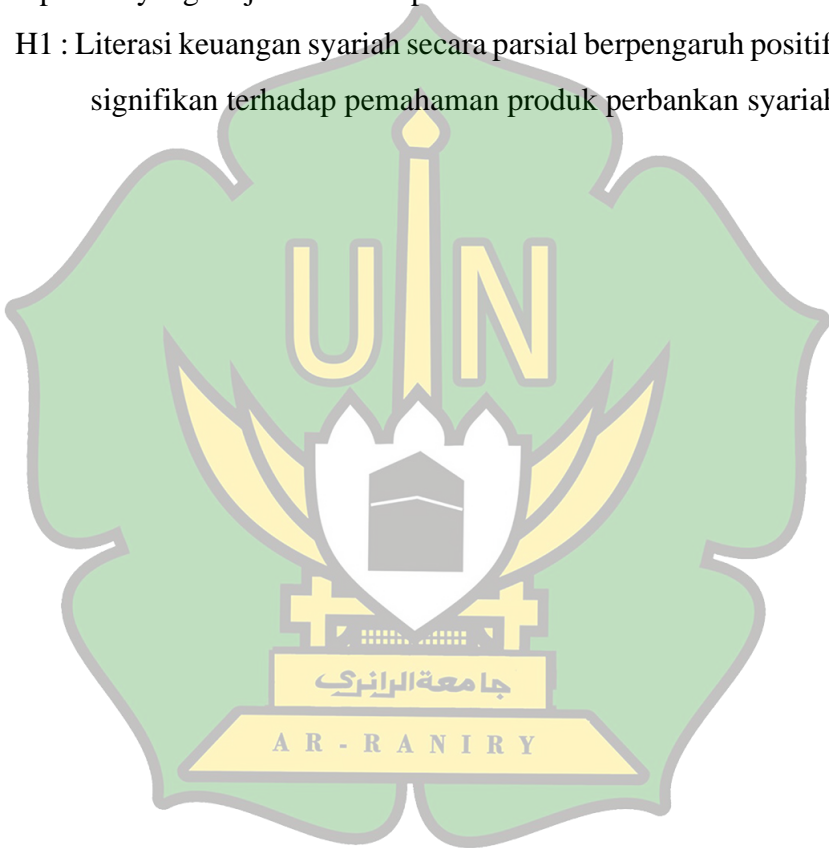 H1 : Literasi keuangan syariah secara parsial berpengaruh positif
signifikan terhadap pemahaman produk perbankan syariah
UIN
جامعةالرانري
AR-RANIRY